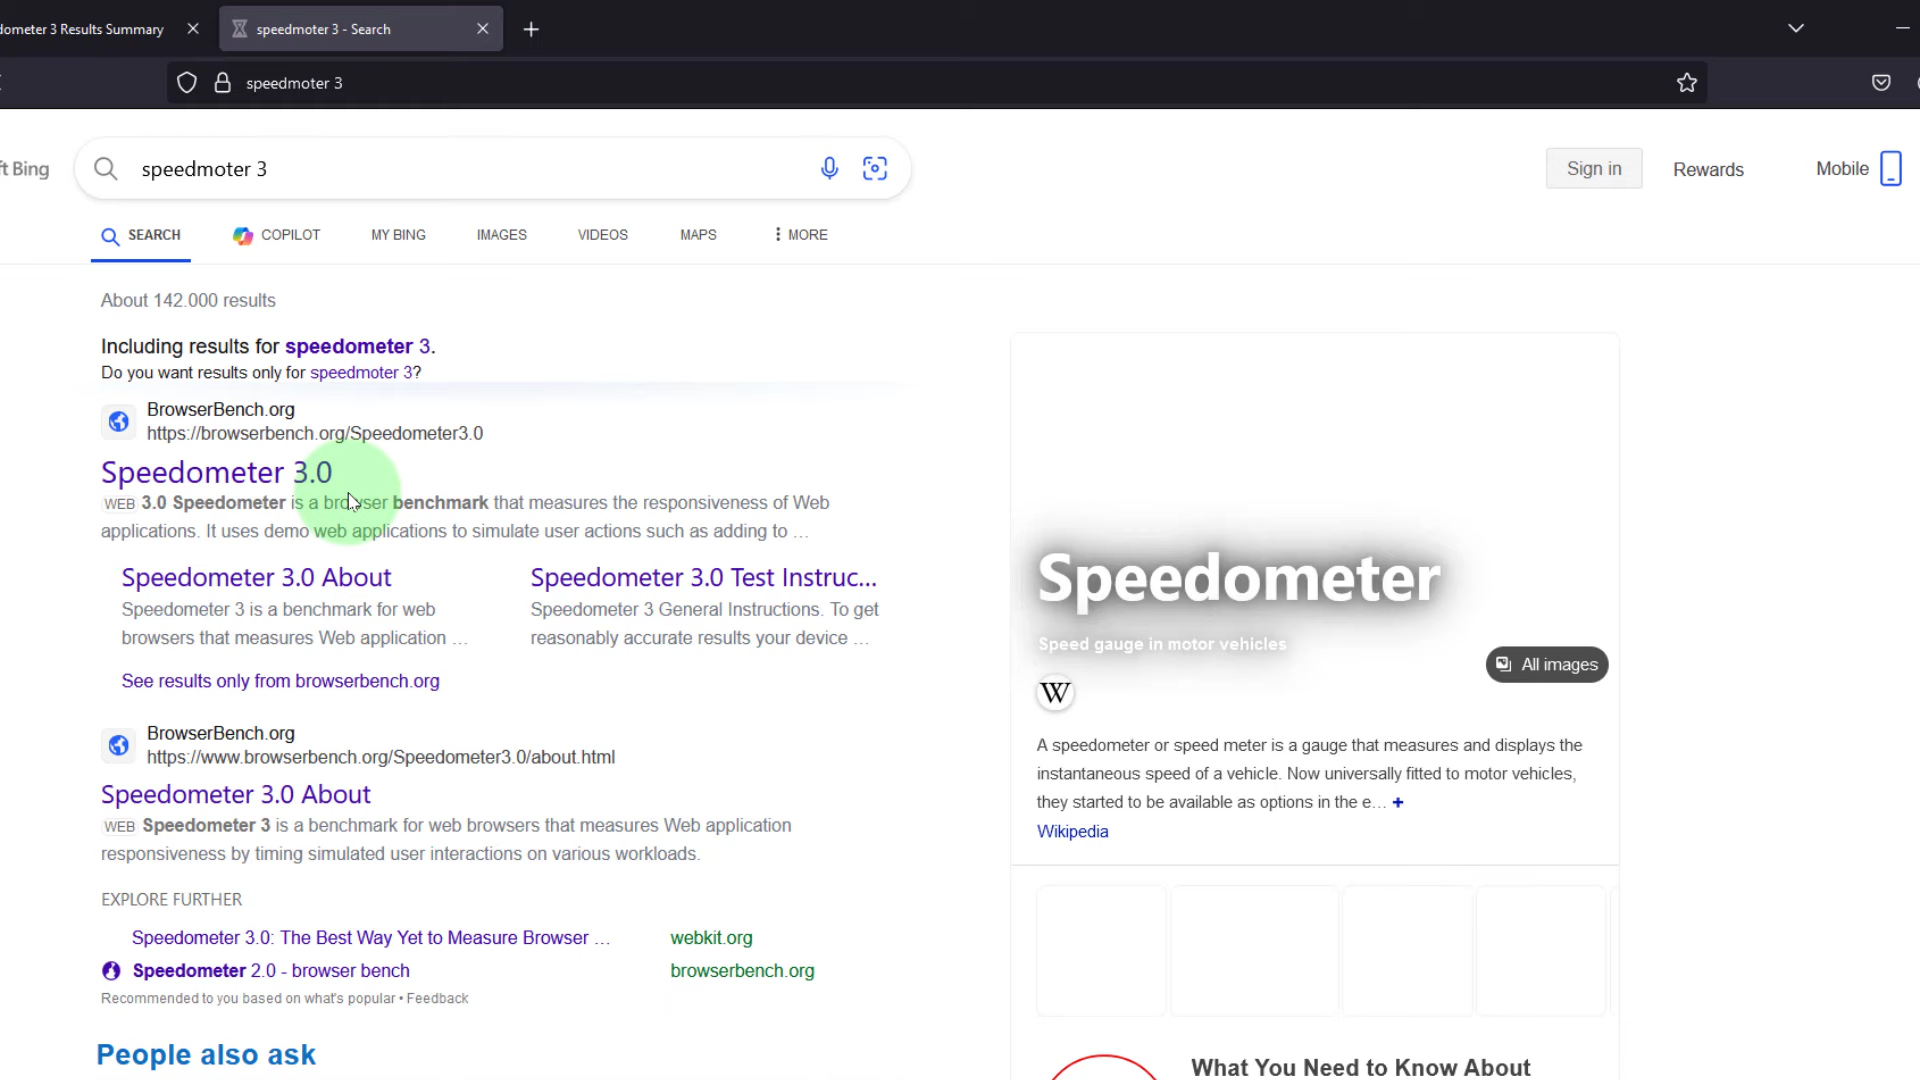 dometer 3 Results Summary
speedmoter 3 - Search
speedmoter 3
ft Bing
speedmoter 3
Sign in
Rewards
Mobile
SEARCH
COPILOT
MY BING
IMAGES
VIDEOS
MAPS
MORE
About 142.000 results
Including results for speedometer 3.
Do you want results only for speedmoter 3?
BrowserBench.org
https://browserbench.org/Speedometer3.0
Speedometer 3.0
WEB 3.0 Speedometer is a browser benchmark that measures the responsiveness of Web
applications. It uses demo web applications to simulate user actions such as adding to ...
Speedometer 3.0 About
Speedometer 3 is a benchmark for web
browsers that measures Web application ...
Speedometer 3.0 Test Instruc...
Speedometer 3 General Instructions. To get
reasonably accurate results your device ...
See results only from browserbench.org
BrowserBench.org
https://www.browserbench.org/Speedometer3.0/about.html
Speedometer 3.0 About
WEB Speedometer 3 is a benchmark for web browsers that measures Web application
responsiveness by timing simulated user interactions on various workloads.
EXPLORE FURTHER
Speedometer 3.0: The Best Way Yet to Measure Browser ...
webkit.org
Speedometer 2.0 - browser bench
browserbench.org
Recommended to you based on what's popular • Feedback
People also ask
Speedometer
Speed gauge in motor vehicles
All images
W
A speedometer or speed meter is a gauge that measures and displays the
instantaneous speed of a vehicle. Now universally fitted to motor vehicles,
they started to be available as options in the e... +
Wikipedia
What You Need to Know About